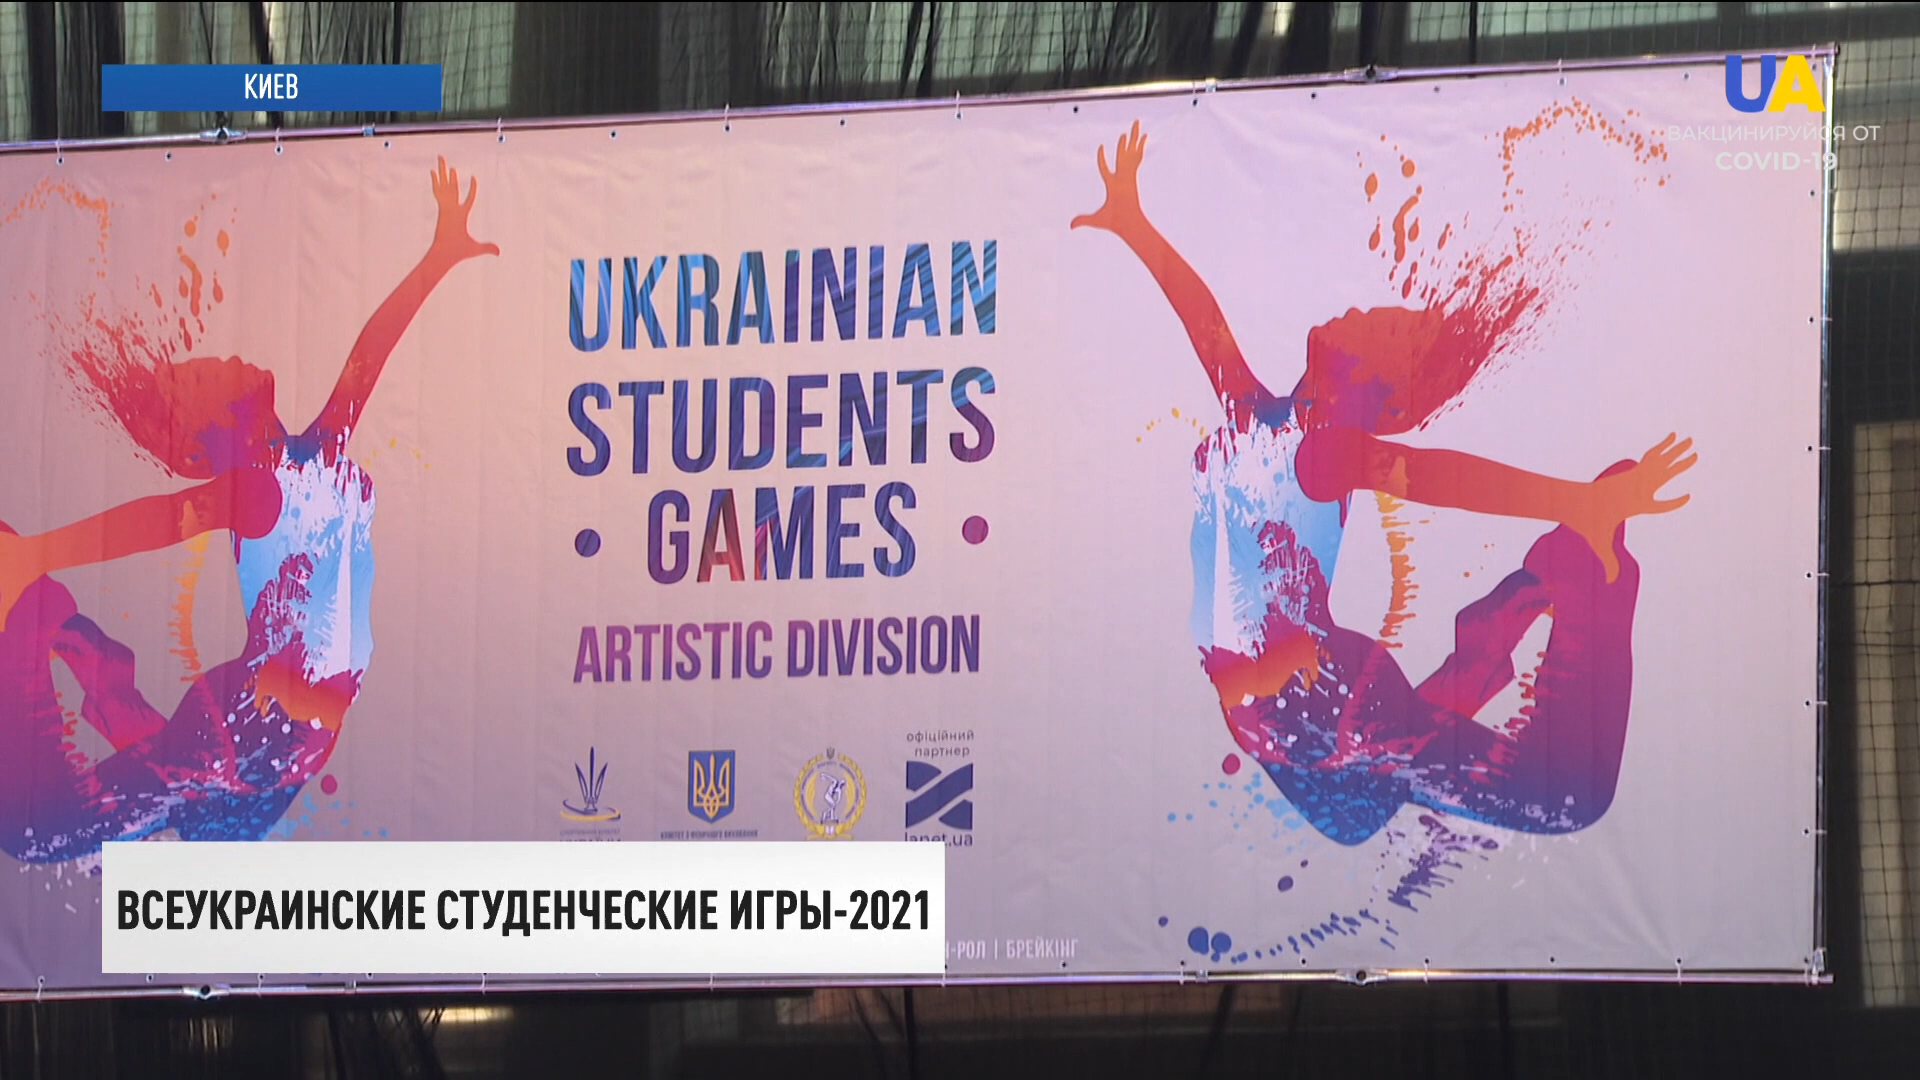 КИЕВ
UA
ВАКЦИНИРУЙСЯ ОТ
COVID-19
UKRAINIAN
STUDENTS
• GAMES •
ARTISTIC DIVISION
офіційний
партнер
lanet.ua
ВСЕУКРАИНСКИЕ СТУДЕНЧЕСКИЕ ИГРЫ-2021
-РОЛ | БРЕЙКІНГ